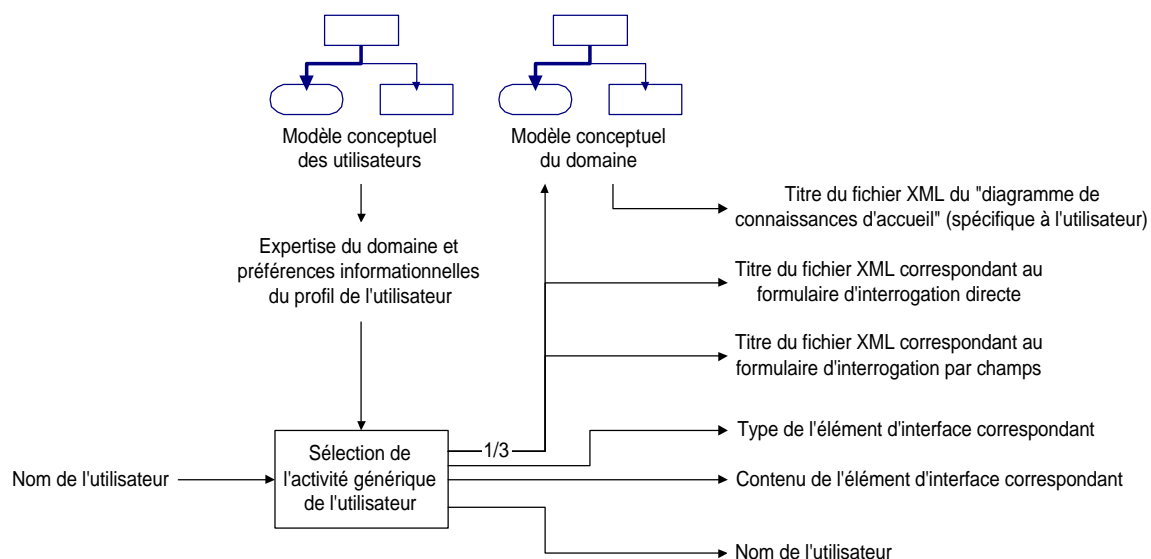 Modèle conceptuel
des utilisateurs
Modèle conceptuel
du domaine
Titre du fichier XML du "diagramme de
connaissances d'accueil" (spécifique à l'utilisateur)
Expertise du domaine et
préférences informationnelles
du profil de l'utilisateur
Titre du fichier XML correspondant au
formulaire d'interrogation directe
Titre du fichier XML correspondant au
formulaire d'interrogation par champs
Nom de l'utilisateur
Sélection de
l'activité générique
de l'utilisateur
1/3
Type de l'élément d'interface correspondant
Contenu de l'élément d'interface correspondant
Nom de l'utilisateur